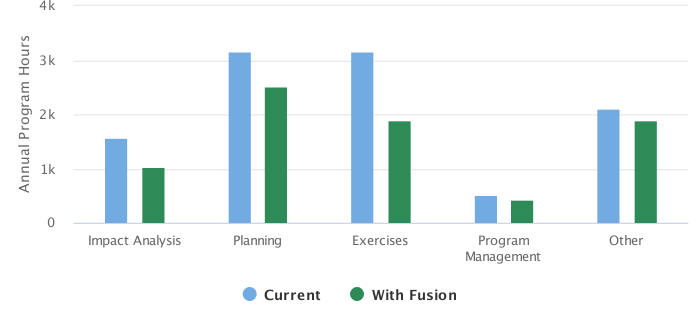 4k
3k
2k
1k
0
Annual Program Hours
Impact Analysis
Planning
Exercises
Program
Management
Other
Current
With Fusion